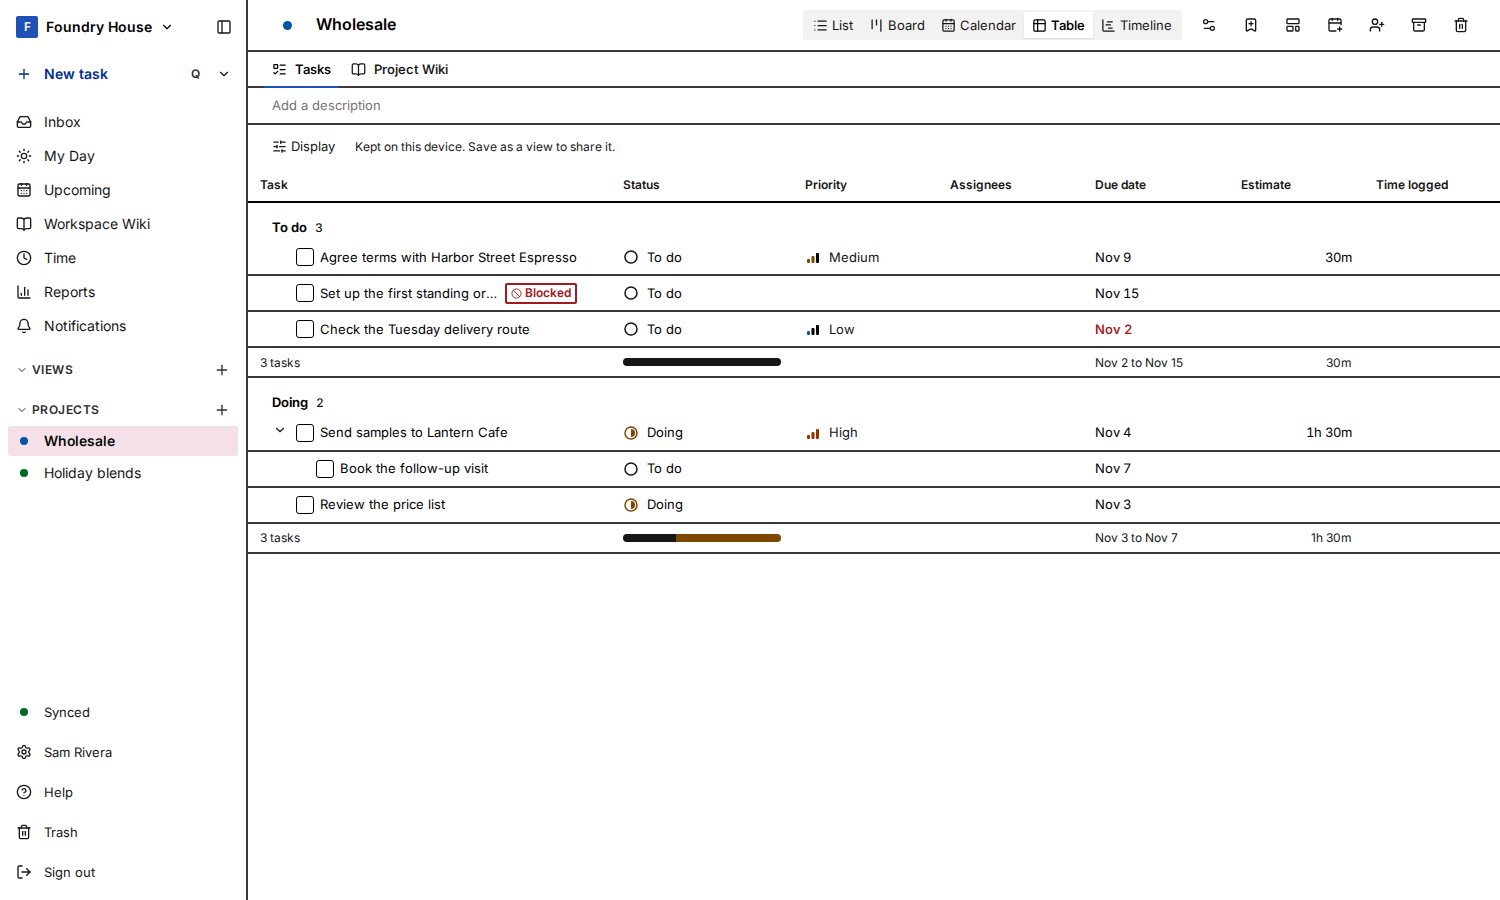 F Foundry House
New task Q
Inbox
My Day
Upcoming
Workspace Wiki
Time
Reports
Notifications
VIEWS
PROJECTS
Wholesale
Holiday blends
Synced
Sam Rivera
Help
Trash
Sign out
Wholesale
List Board Calendar Table Timeline
Tasks Project Wiki
Add a description
Display Kept on this device. Save as a view to share it.
Task Status Priority Assignees Due date Estimate Time logged
To do 3
Agree terms with Harbor Street Espresso To do Medium Nov 9 30m
Set up the first standing or... Blocked To do Nov 15
Check the Tuesday delivery route To do Low Nov 2
3 tasks Nov 2 to Nov 15 30m
Doing 2
Send samples to Lantern Cafe Doing High Nov 4 1h 30m
Book the follow-up visit To do Nov 7
Review the price list Doing Nov 3
3 tasks Nov 3 to Nov 7 1h 30m